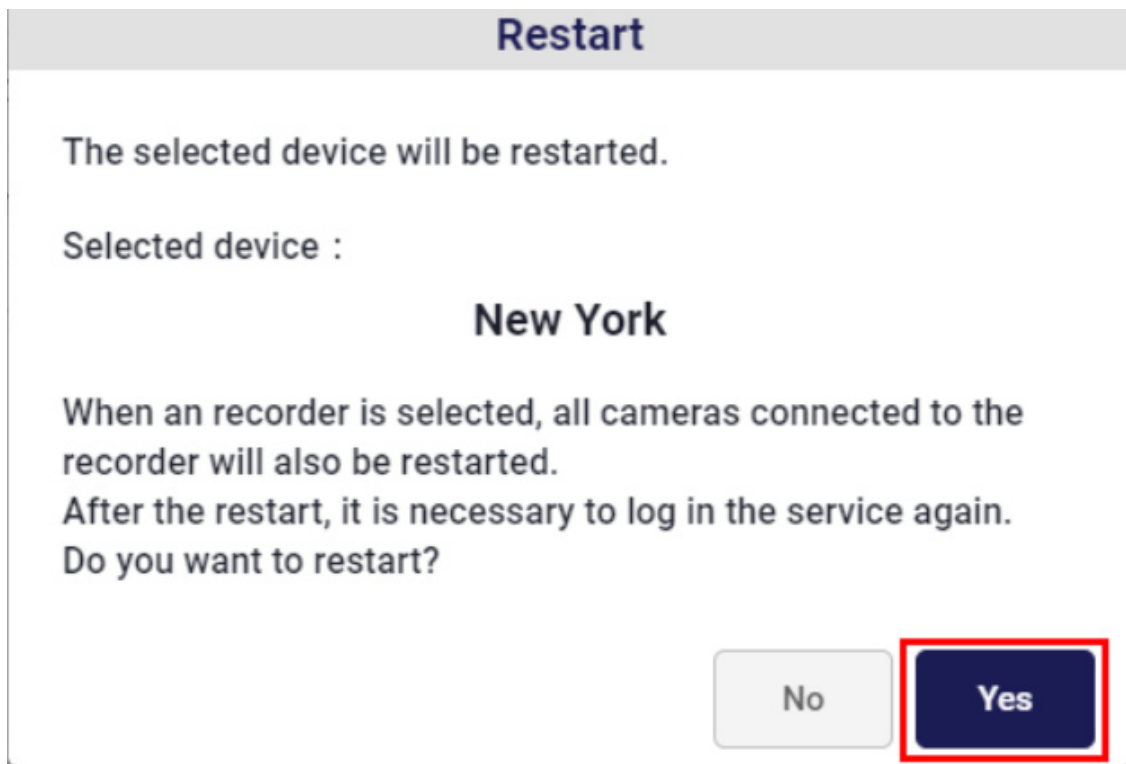 Restart
The selected device will be restarted.
Selected device :
New York
When an recorder is selected, all cameras connected to the
recorder will also be restarted.
After the restart, it is necessary to log in the service again.
Do you want to restart?
No
Yes